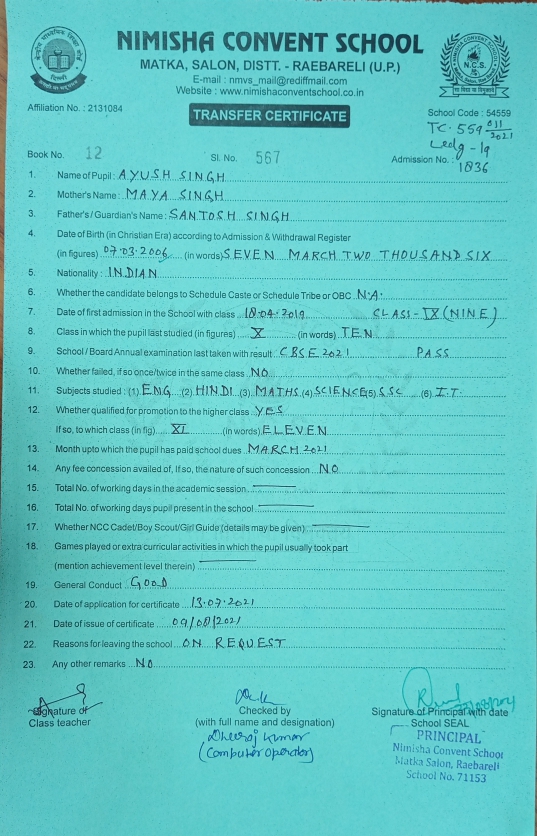 NIMISHA CONVENT SCHOOL
MATKA, SALON, DISTT. - RAEBARELI (U.P.)
E-mail : nmvs_mail@rediffmail.com
Website : www.nimishaconventschool.co.in
Affiliation No. : 2131084
TRANSFER CERTIFICATE
School Code : 54559
TC. 559 011/2021
Ledg - 19
Book No. 12 Sl. No. 567 Admission No. : 1836
1. Name of Pupil : AYUSH SINGH
2. Mother's Name : MAYA SINGH
3. Father's / Guardian's Name : SANTOSH SINGH
4. Date of Birth (in Christian Era) according to Admission & Withdrawal Register
(in figures) 07.03.2006 (in words) SEVEN MARCH TWO THOUSAND SIX
5. Nationality : INDIAN
6. Whether the candidate belongs to Schedule Caste or Schedule Tribe or OBC N.A.
7. Date of first admission in the School with class 18.04.2019 CLASS - IX (NINE)
8. Class in which the pupil last studied (in figures) X (in words) TEN
9. School / Board Annual examination last taken with result CBSE 2021 PASS
10. Whether failed, if so once/twice in the same class NO
11. Subjects studied : (1) ENG (2) HINDI (3) MATHS (4) SCIENCE (5) SSC (6) I.T.
12. Whether qualified for promotion to the higher class YES
If so, to which class (in fig) XI (in words) ELEVEN
13. Month upto which the pupil has paid school dues MARCH 2021
14. Any fee concession availed of, If so, the nature of such concession NO
15. Total No. of working days in the academic session
16. Total No. of working days pupil present in the school
17. Whether NCC Cadet/Boy Scout/Girl Guide (details may be given)
18. Games played or extra curricular activities in which the pupil usually took part
(mention achievement level therein)
19. General Conduct GOOD
20. Date of application for certificate 13.07.2021
21. Date of issue of certificate 09/08/2021
22. Reasons for leaving the school ON REQUEST
23. Any other remarks NO
Signature of Checked by Signature of Principal with date
Class teacher (with full name and designation) School SEAL
Dheeraj Kumar
(Computer Operator)
PRINCIPAL
Nimisha Convent School
Matka Salon, Raebareli
School No. 71153